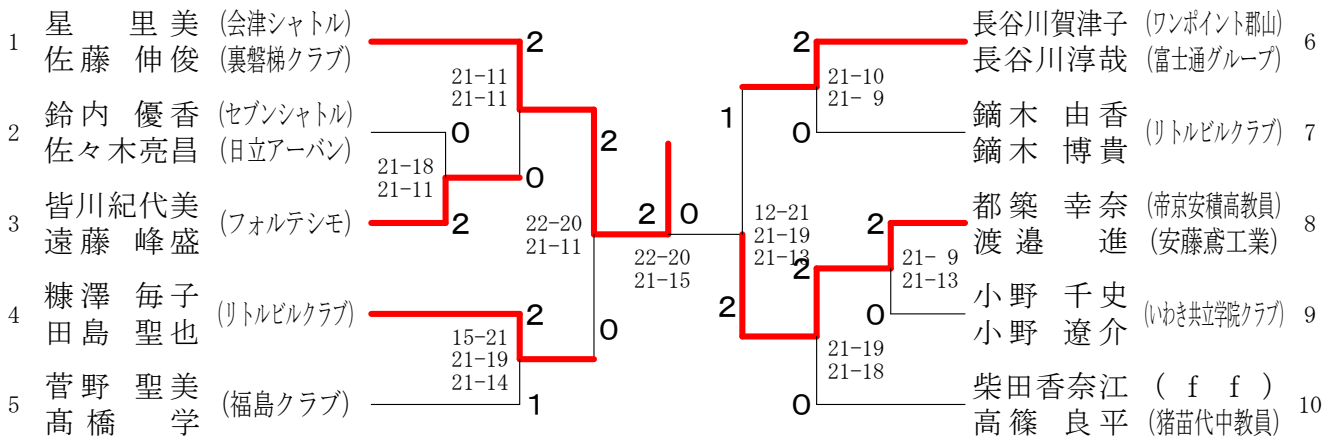 1 星 里 美 (会津シャトル)
佐藤 伸俊 (裏磐梯クラブ)
2
21-11
21-11
2 鈴内 優香 (セブンシャトル)
佐々木亮昌 (日立アーバン)
0
21-18
21-11
0
3 皆川紀代美
遠藤 峰盛 (フォルテシモ)
2
2
22-20
21-11
4 糠澤 毎子
田島 聖也 (リトルビルクラブ)
2
15-21
21-19
21-14
0
5 菅野 聖美
髙橋 学 (福島クラブ)
1
2 0
22-20
21-15
長谷川賀津子 (ワンポイント郡山) 6
長谷川淳哉 (富士通グループ)
2
21-10
21- 9
1
鏑木 由香
鏑木 博貴 (リトルビルクラブ) 7
0
12-21
21-19
21-13
都築 幸奈 (帝京安積高教員) 8
渡邉 進 (安藤鳶工業)
2
21- 9
21-13
2
小野 千史
小野 遼介 (いわき共立学院クラブ) 9
0
2
21-19
21-18
柴田香奈江 (ff) 10
高篠 良平 (猪苗代中教員)
0